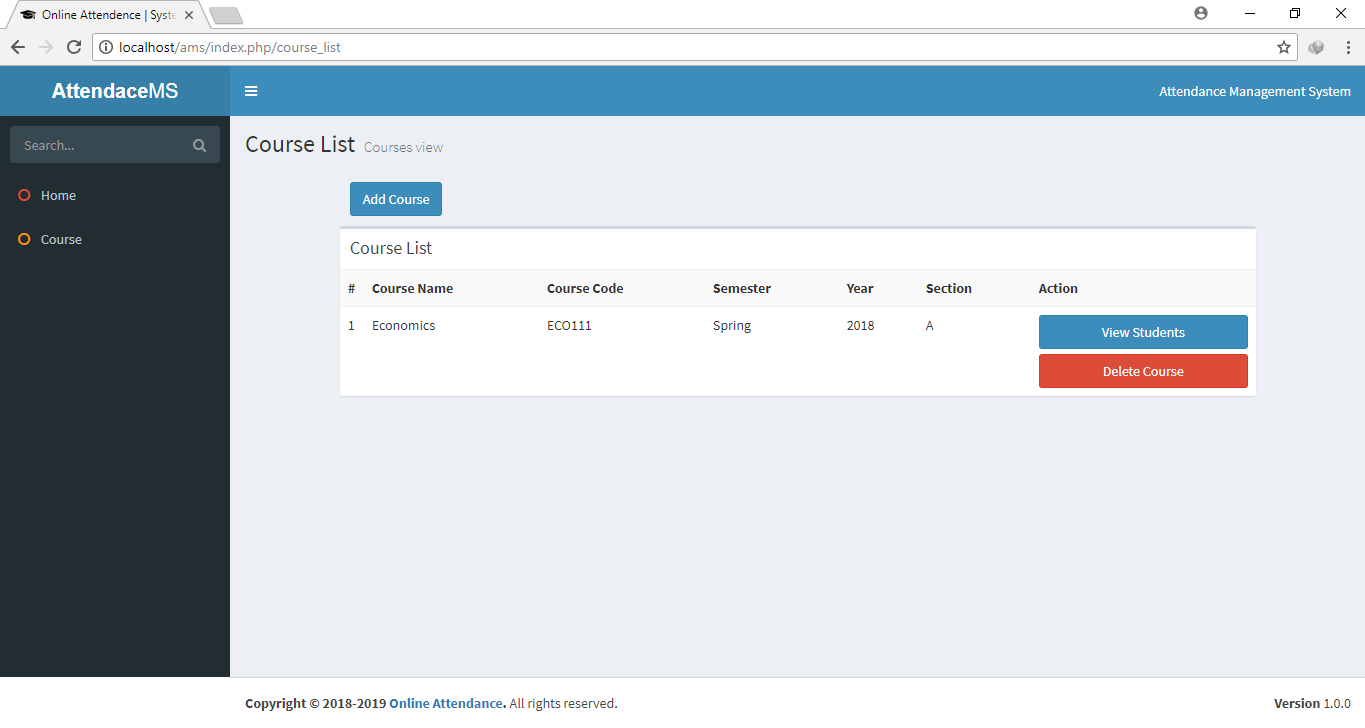 Online Attendence | Syste
localhost/ams/index.php/course_list
AttendaceMS
Attendance Management System
Search...
Home
Course
Course List Courses view
Add Course
Course List
# Course Name Course Code Semester Year Section Action
1 Economics ECO111 Spring 2018 A View Students
Delete Course
Copyright © 2018-2019 Online Attendance. All rights reserved. Version 1.0.0